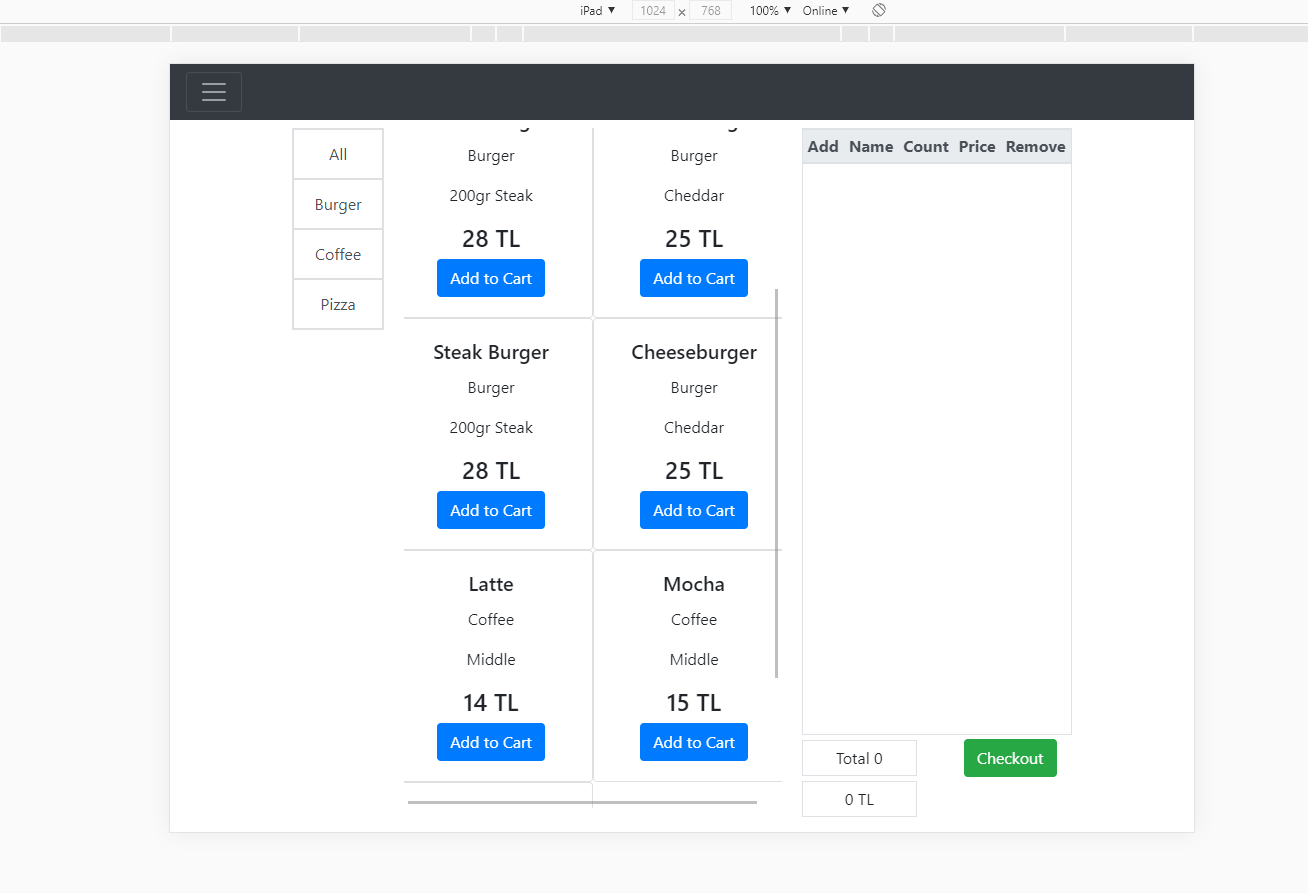 iPad ▼ 1024 x 768 100% ▼ Online ▼
All
Burger
Coffee
Pizza
Burger Burger
200gr Steak Cheddar
28 TL 25 TL
Add to Cart Add to Cart
Steak Burger Cheeseburger
Burger Burger
200gr Steak Cheddar
28 TL 25 TL
Add to Cart Add to Cart
Latte Mocha
Coffee Coffee
Middle Middle
14 TL 15 TL
Add to Cart Add to Cart
Add Name Count Price Remove
Total 0 Checkout
0 TL